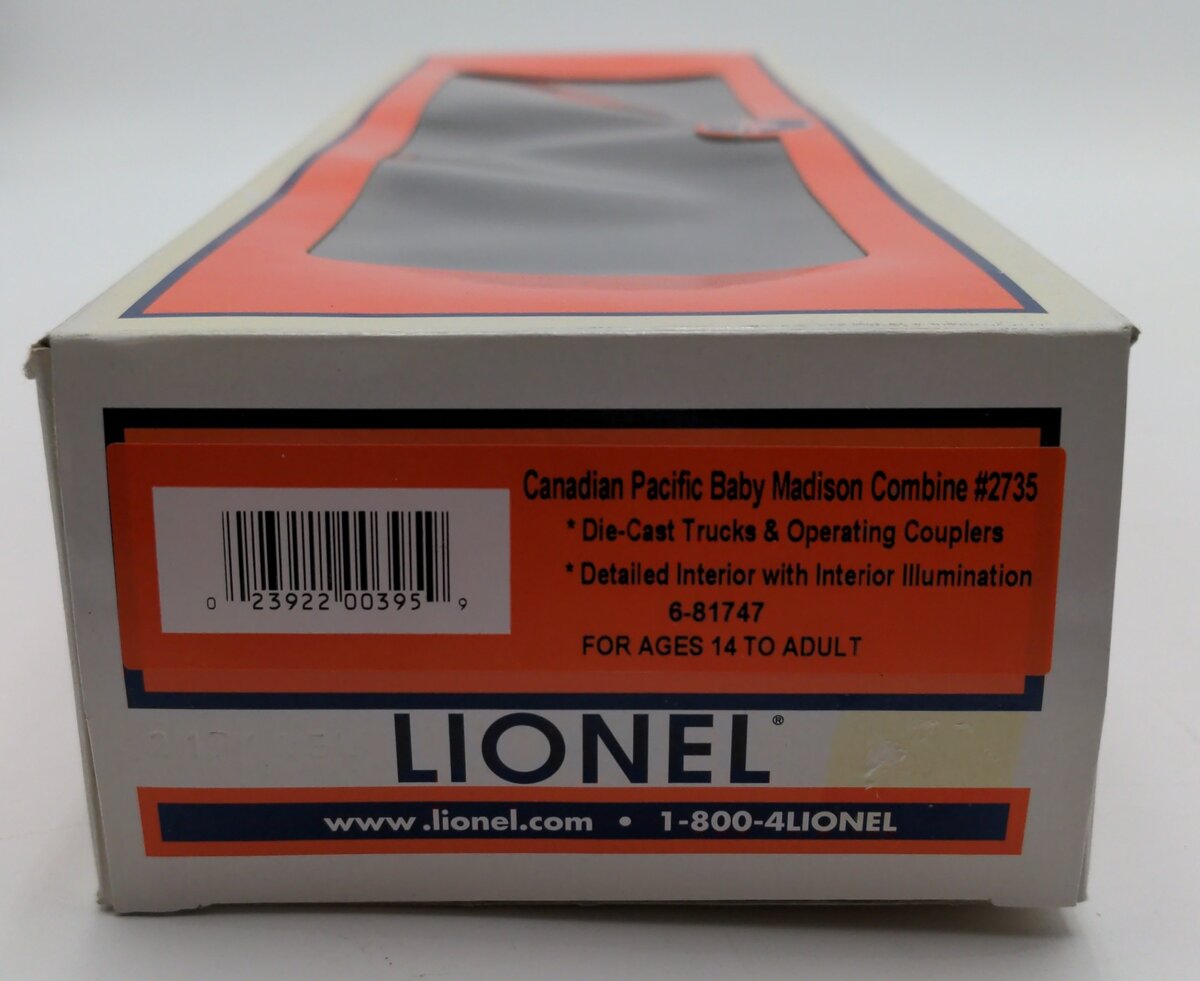 Canadian Pacific Baby Madison Combine #2735
* Die-Cast Trucks & Operating Couplers
* Detailed Interior with Interior Illumination
6-81747
FOR AGES 14 TO ADULT
0 23922 00395 9
LIONEL®
www.lionel.com • 1-800-4LIONEL